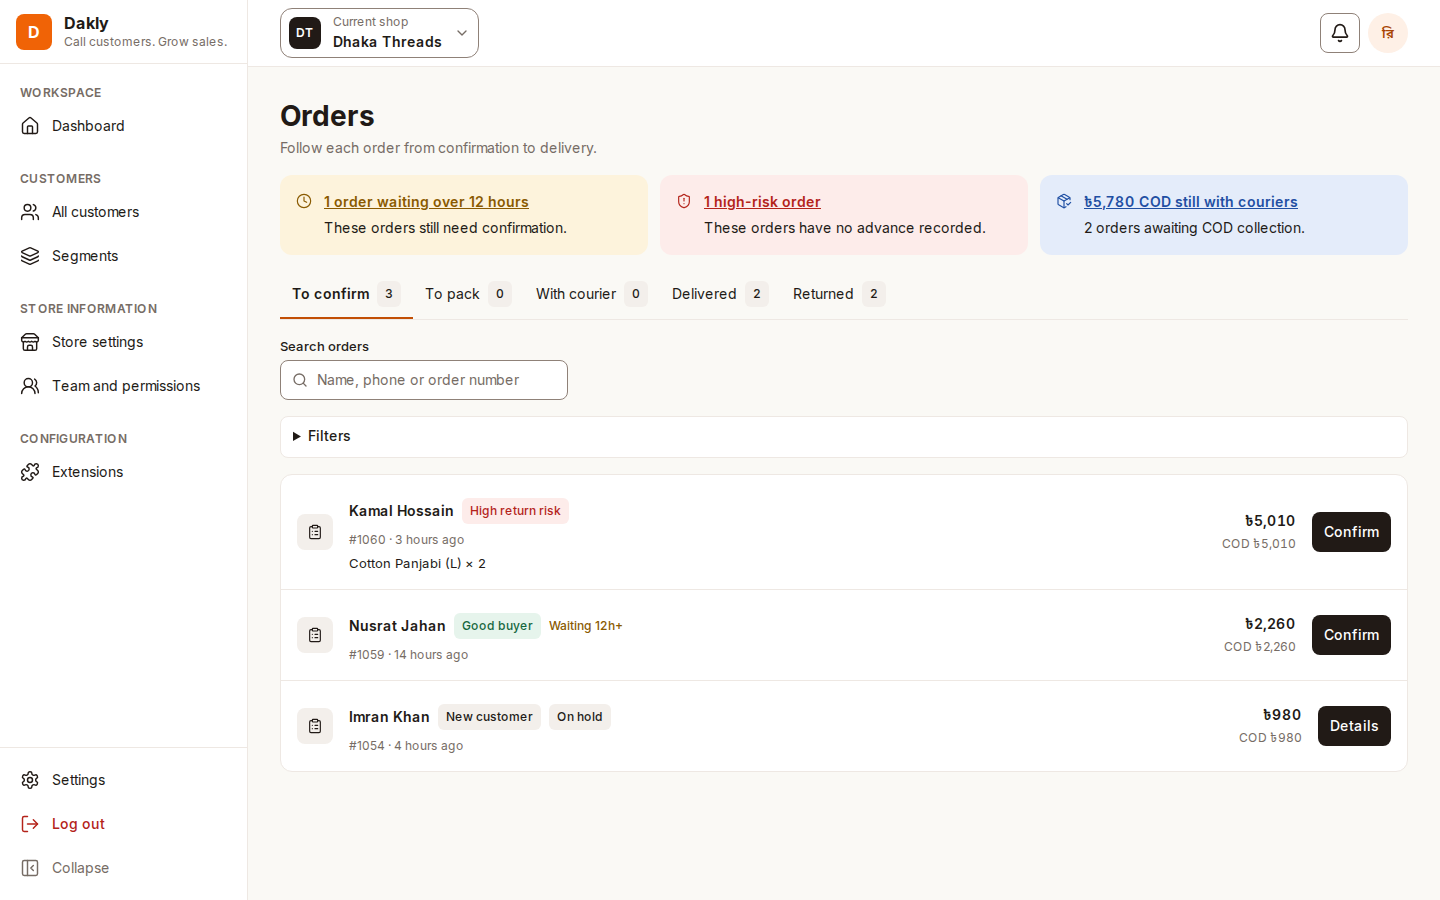 D
Dakly
Call customers. Grow sales.
WORKSPACE
Dashboard
CUSTOMERS
All customers
Segments
STORE INFORMATION
Store settings
Team and permissions
CONFIGURATION
Extensions
Settings
Log out
Collapse
DT
Current shop
Dhaka Threads
রি
Orders
Follow each order from confirmation to delivery.
1 order waiting over 12 hours
These orders still need confirmation.
1 high-risk order
These orders have no advance recorded.
৳5,780 COD still with couriers
2 orders awaiting COD collection.
To confirm 3 To pack 0 With courier 0 Delivered 2 Returned 2
Search orders
Name, phone or order number
Filters
Kamal Hossain High return risk
#1060 · 3 hours ago
Cotton Panjabi (L) × 2
৳5,010
COD ৳5,010
Confirm
Nusrat Jahan Good buyer Waiting 12h+
#1059 · 14 hours ago
৳2,260
COD ৳2,260
Confirm
Imran Khan New customer On hold
#1054 · 4 hours ago
৳980
COD ৳980
Details